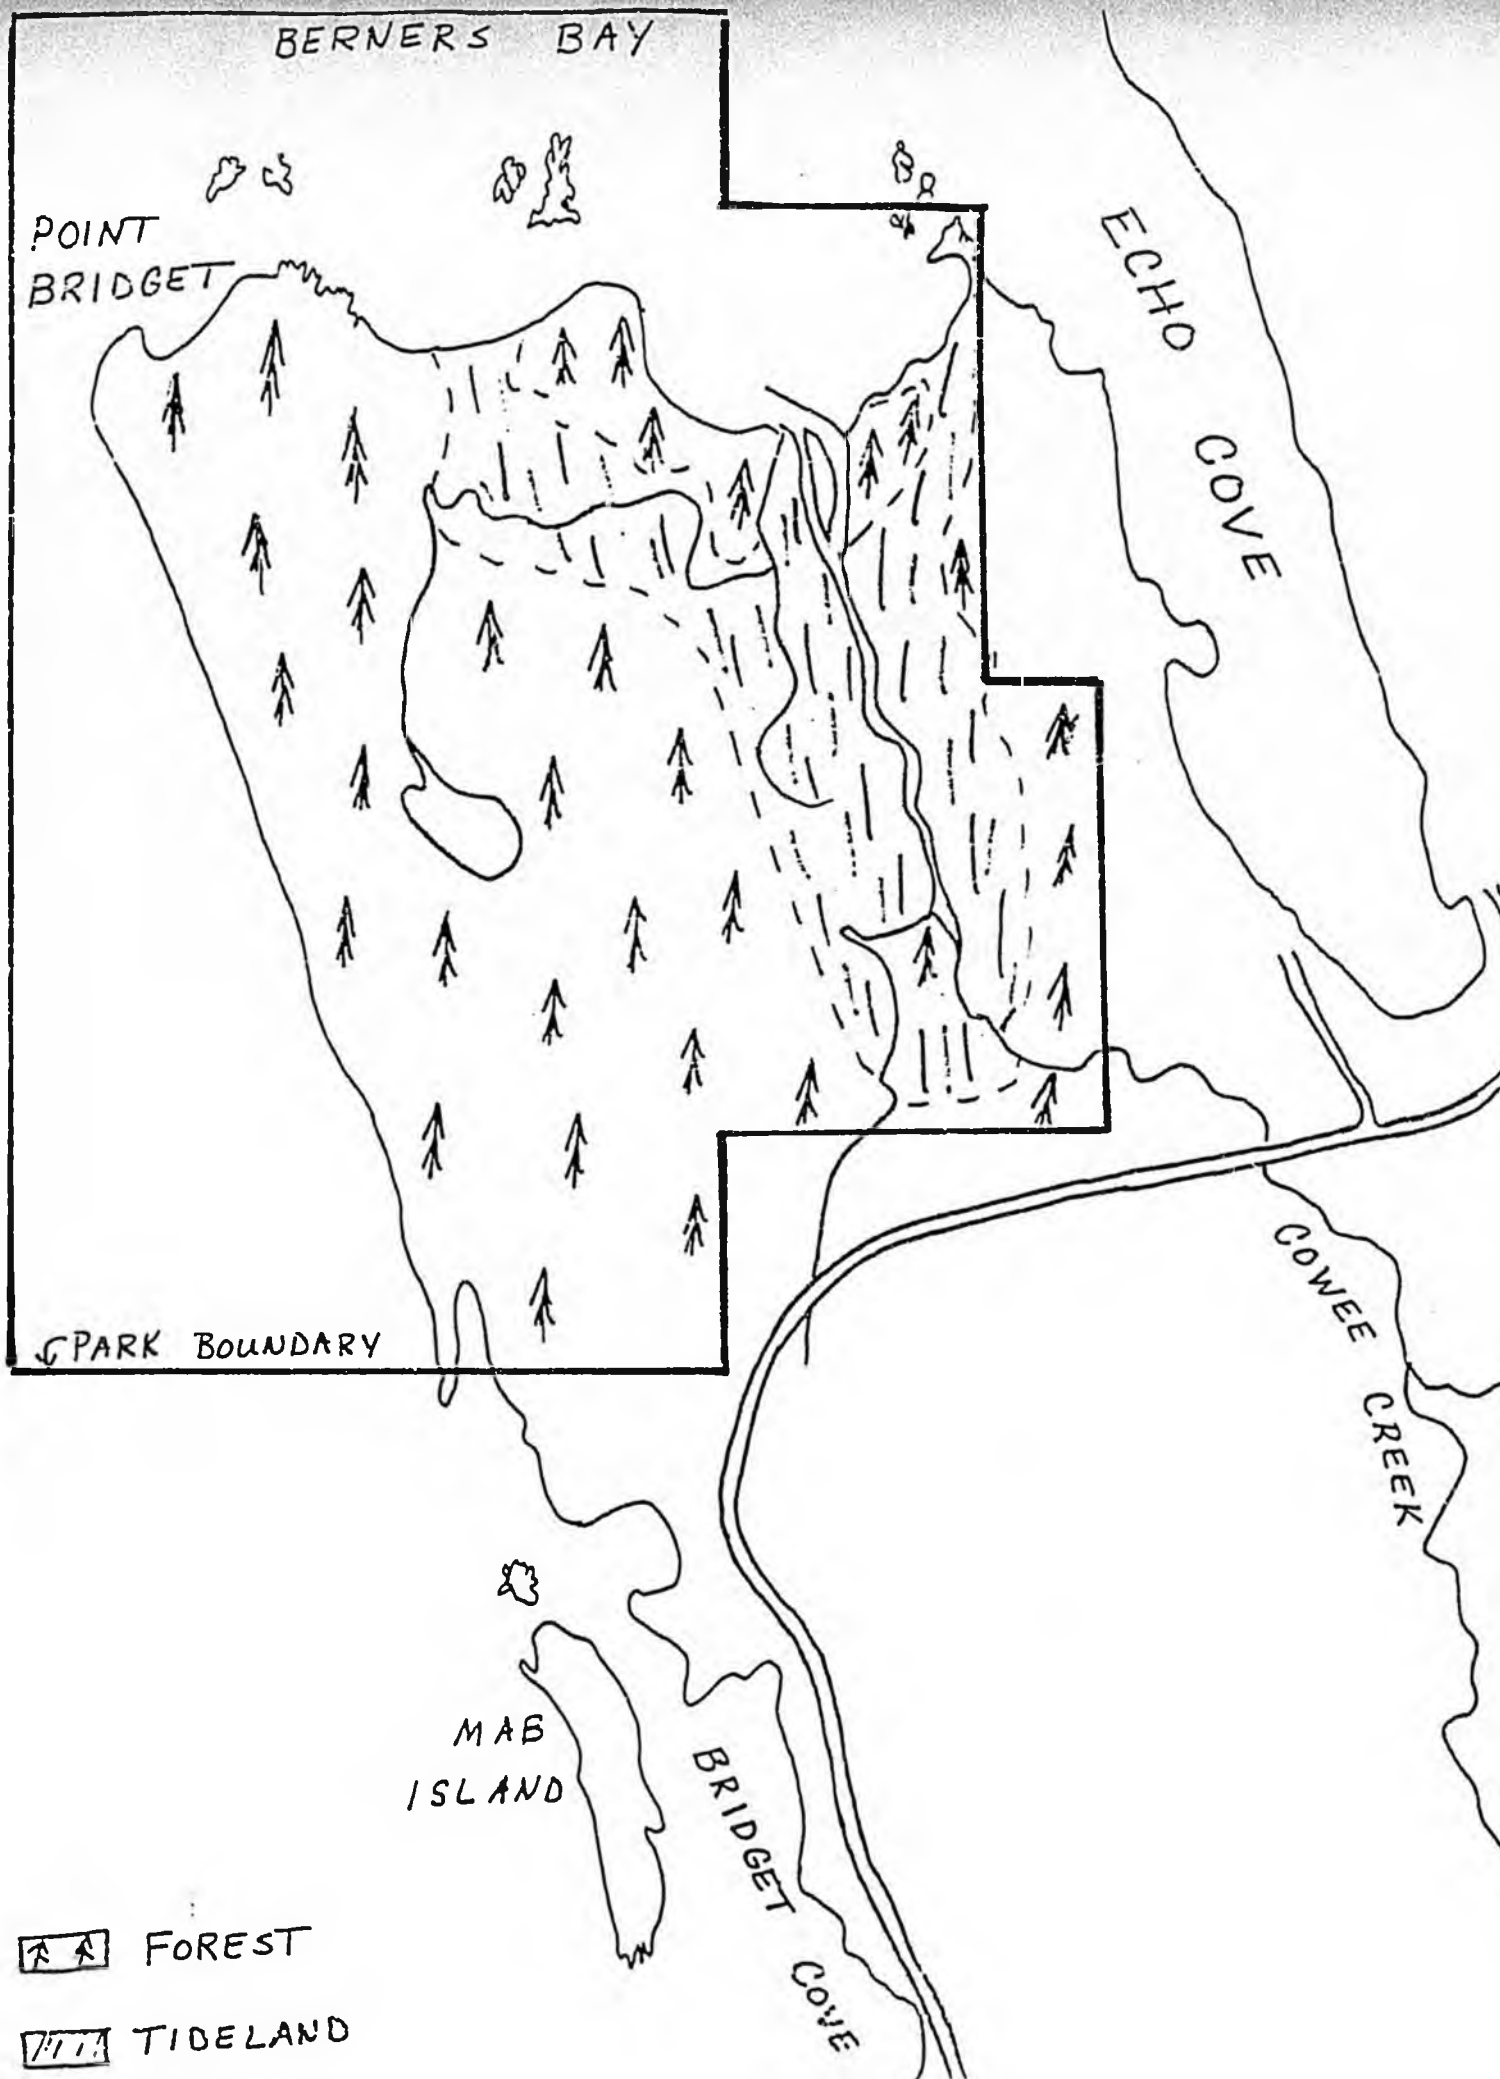 BERNERS BAY
POINT
BRIDGET
ECHO
COVE
PARK BOUNDARY
COWEE
CREEK
MAB
ISLAND
BRIDGET
COVE
FOREST
TIDELAND